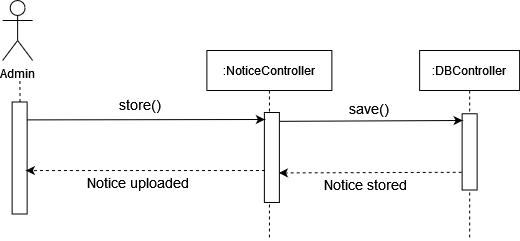 Admin
:NoticeController
:DBController
store()
save()
Notice uploaded
Notice stored